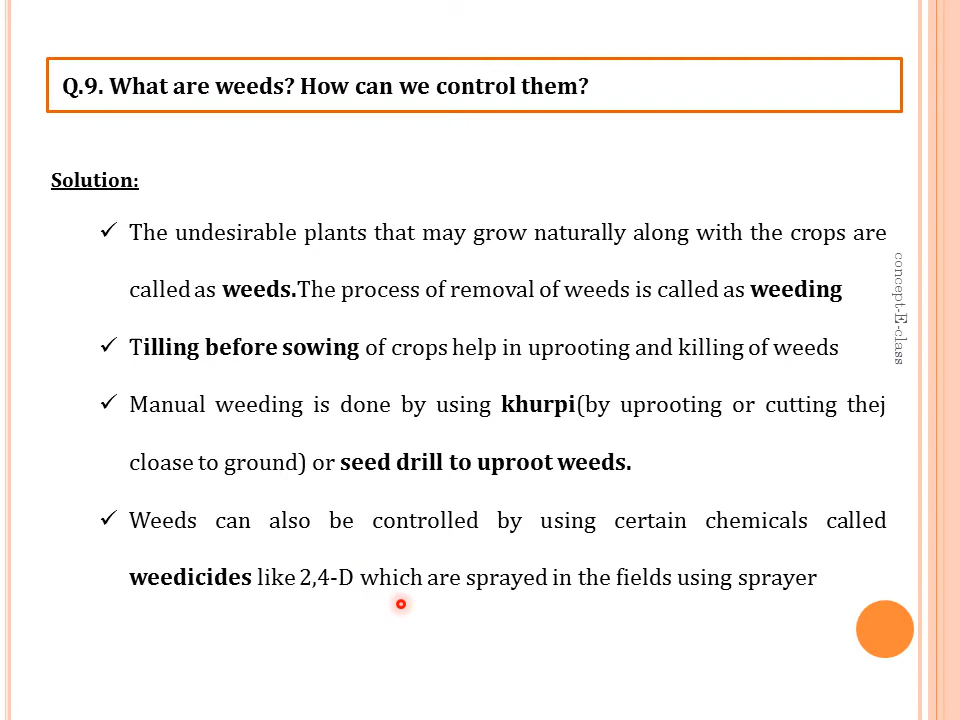 Q.9. What are weeds? How can we control them?
Solution:
✓ The undesirable plants that may grow naturally along with the crops are
called as weeds.The process of removal of weeds is called as weeding
✓ Tilling before sowing of crops help in uprooting and killing of weeds
✓ Manual weeding is done by using khurpi(by uprooting or cutting thej
cloase to ground) or seed drill to uproot weeds.
✓ Weeds can also be controlled by using certain chemicals called
weedicides like 2,4-D which are sprayed in the fields using sprayer
concept-E-class